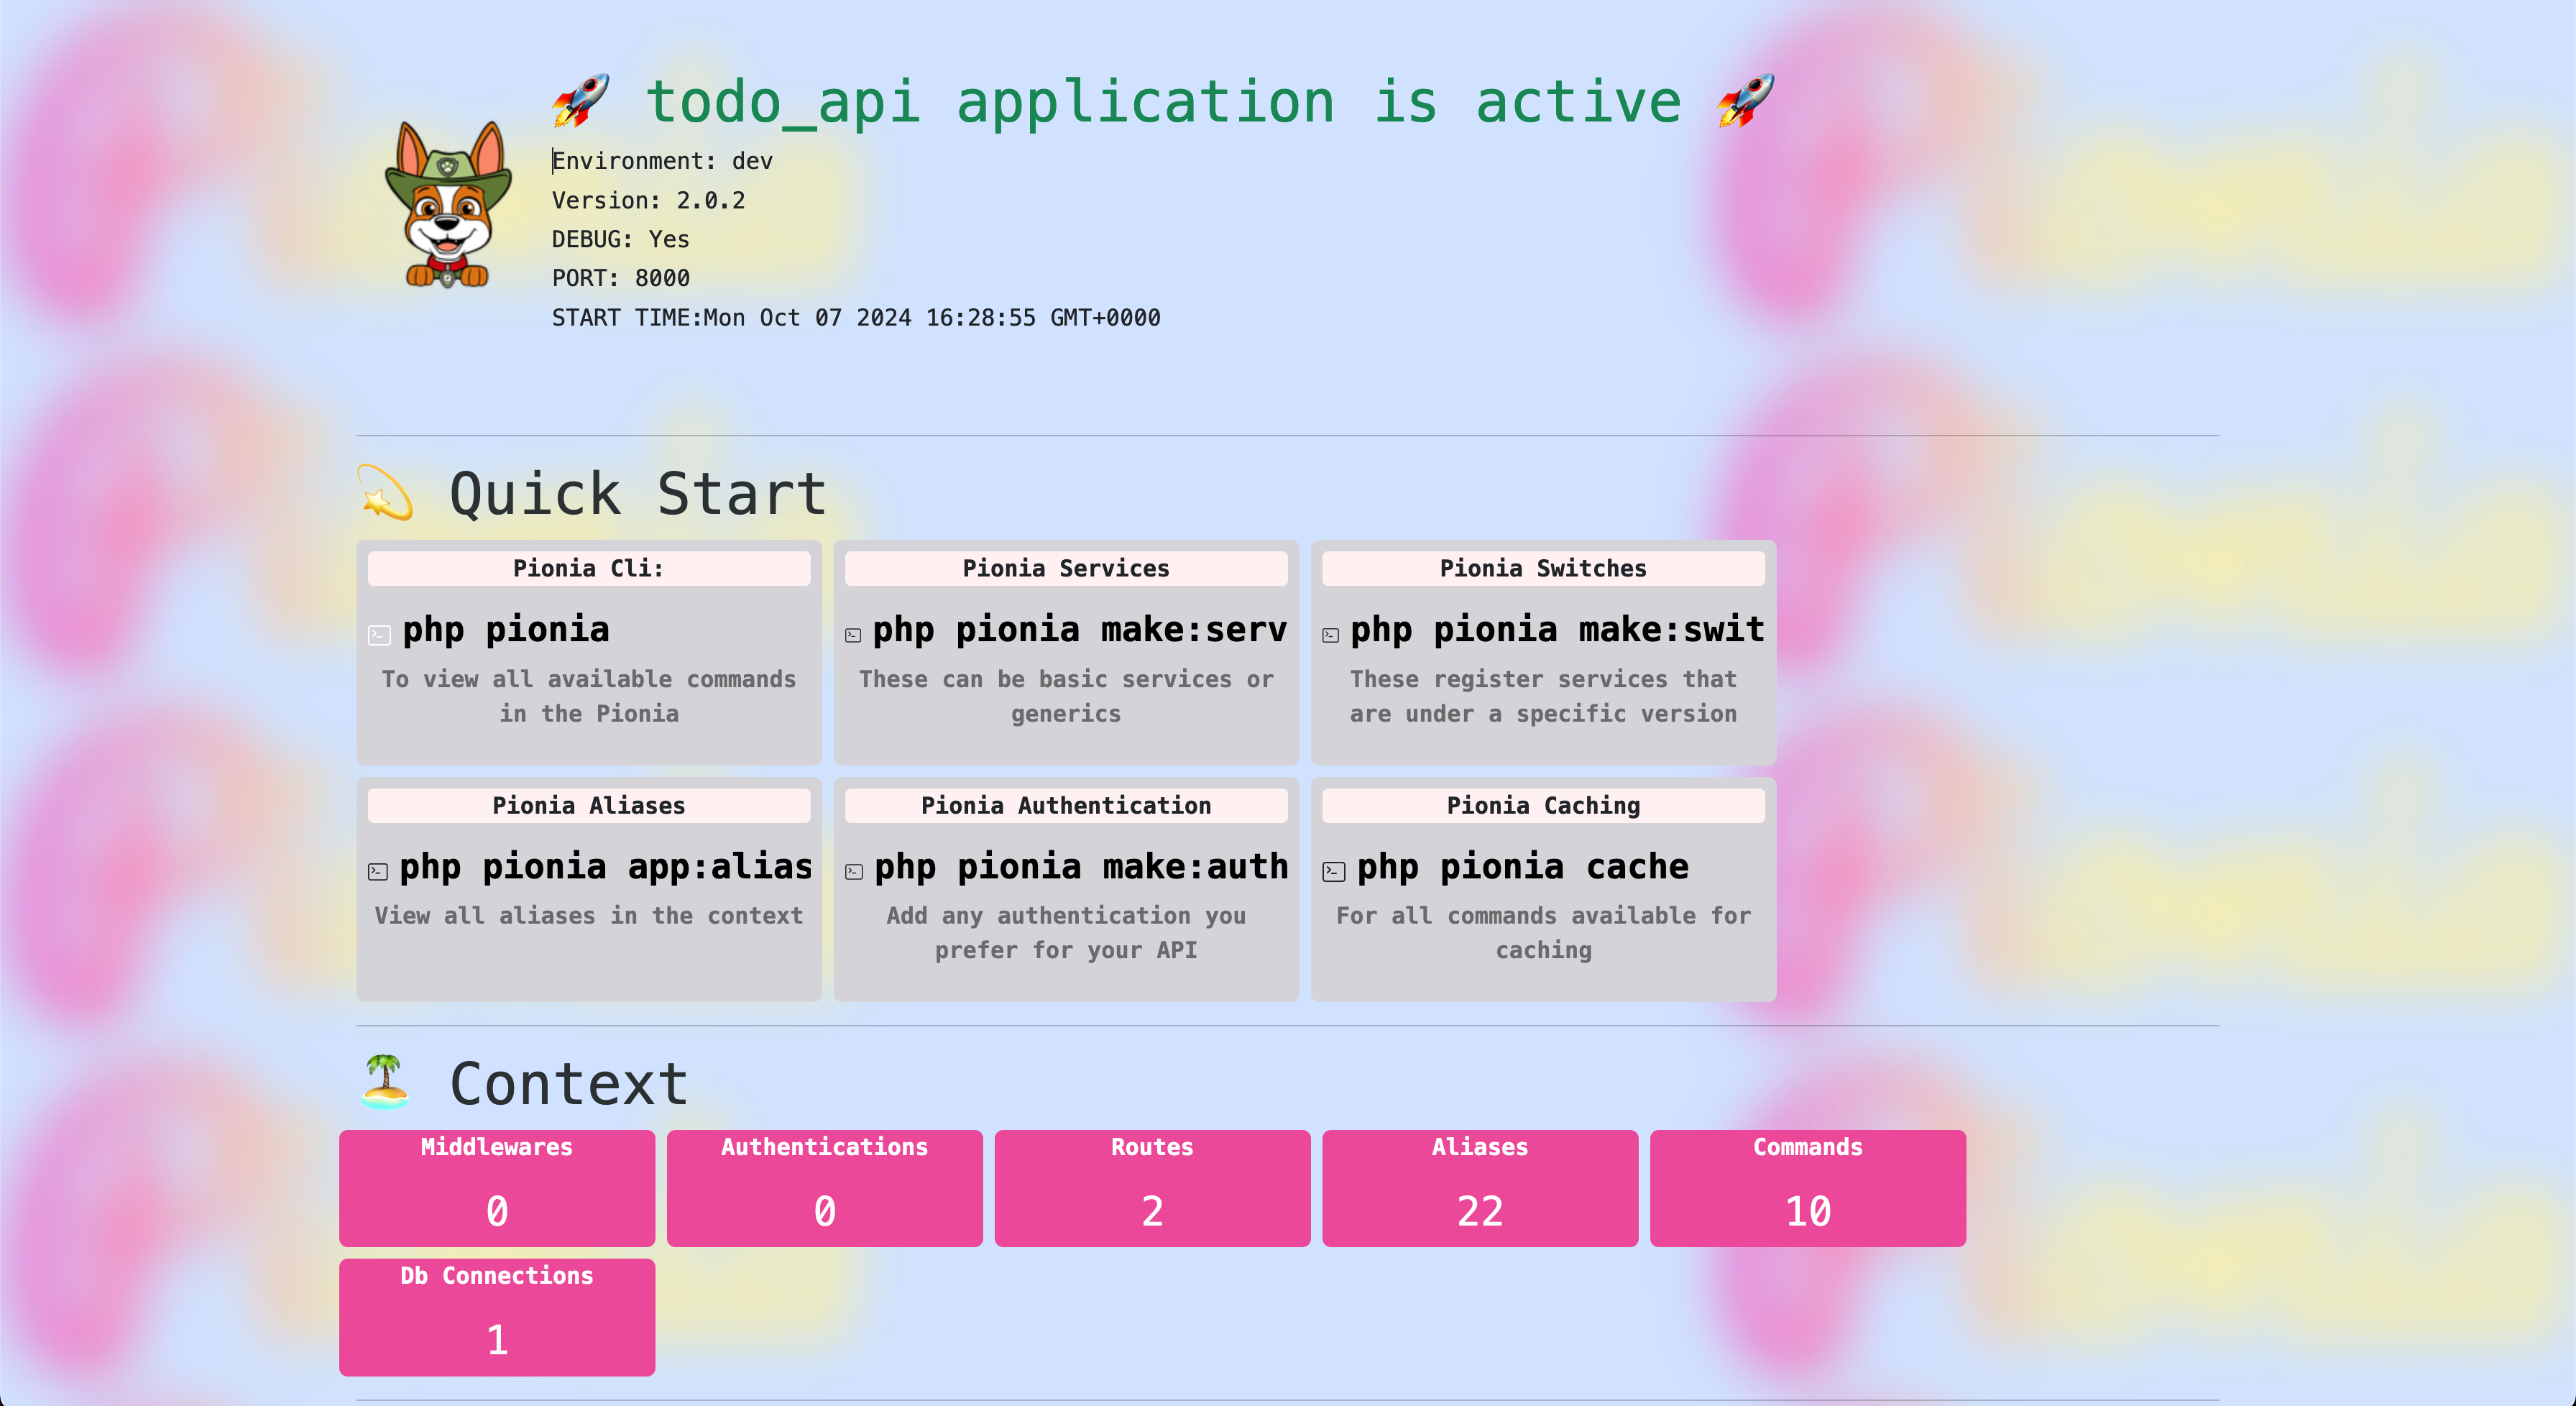 🚀 todo_api application is active 🚀
Environment: dev
Version: 2.0.2
DEBUG: Yes
PORT: 8000
START TIME:Mon Oct 07 2024 16:28:55 GMT+0000
💫 Quick Start
Pionia Cli:
php pionia
To view all available commands
in the Pionia
Pionia Services
php pionia make:serv
These can be basic services or
generics
Pionia Switches
php pionia make:swit
These register services that
are under a specific version
Pionia Aliases
php pionia app:alias
View all aliases in the context
Pionia Authentication
php pionia make:auth
Add any authentication you
prefer for your API
Pionia Caching
php pionia cache
For all commands available for
caching
🏝️ Context
Middlewares
0
Authentications
0
Routes
2
Aliases
22
Commands
10
Db Connections
1